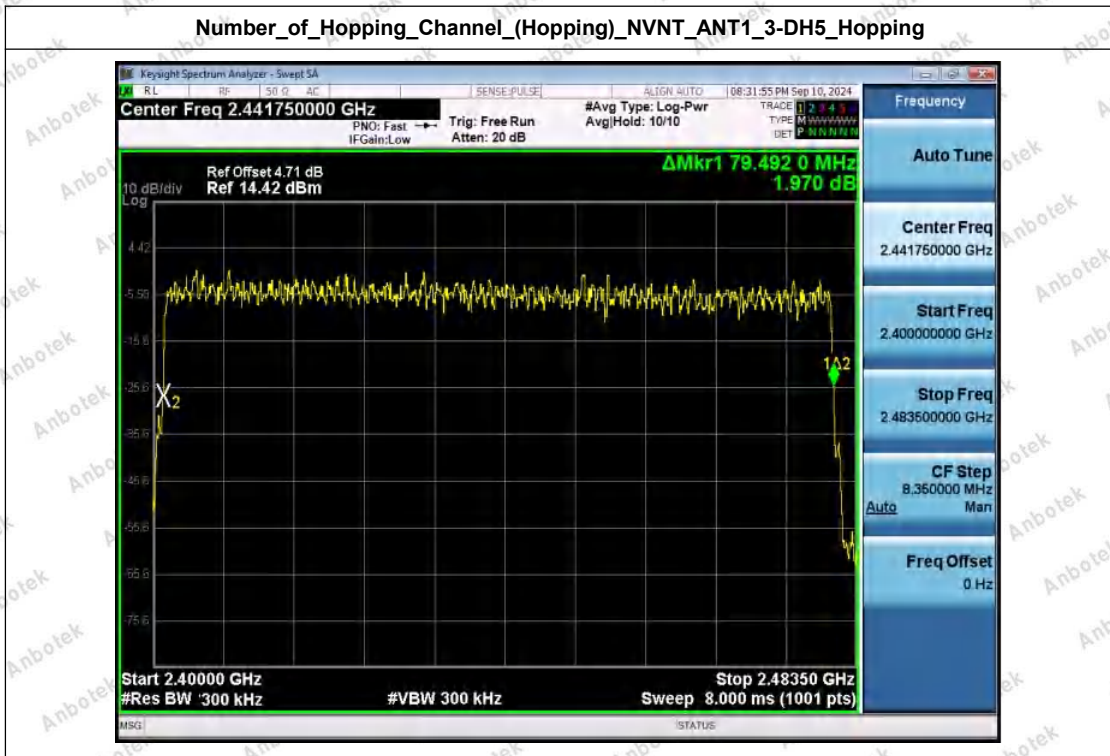 Number_of_Hopping_Channel_(Hopping)_NVNT_ANT1_3-DH5_Hopping
Keysight Spectrum Analyzer - Swept SA
RL RF 50 Ω AC SENSE:PULSE ALIGN AUTO 08:31:55 PM Sep 10, 2024
Center Freq 2.441750000 GHz
PNO: Fast
IFGain:Low
Trig: Free Run
Atten: 20 dB
#Avg Type: Log-Pwr
Avg|Hold: 10/10
TRACE 1 2 3 4 5
TYPE M
DET P N N N N N
ΔMkr1 79.492 0 MHz
1.970 dB
Ref Offset 4.71 dB
10 dB/div Ref 14.42 dBm
Log
4.42
-5.58
-15.6
-25.6
-35.6
-45.6
-55.6
-65.6
-75.6
X2
1Δ2
Start 2.40000 GHz
Stop 2.48350 GHz
#Res BW 300 kHz
#VBW 300 kHz
Sweep 8.000 ms (1001 pts)
MSG
STATUS
Frequency
Auto Tune
Center Freq
2.441750000 GHz
Start Freq
2.400000000 GHz
Stop Freq
2.483500000 GHz
CF Step
8.350000 MHz
Auto Man
Freq Offset
0 Hz
Anbotek